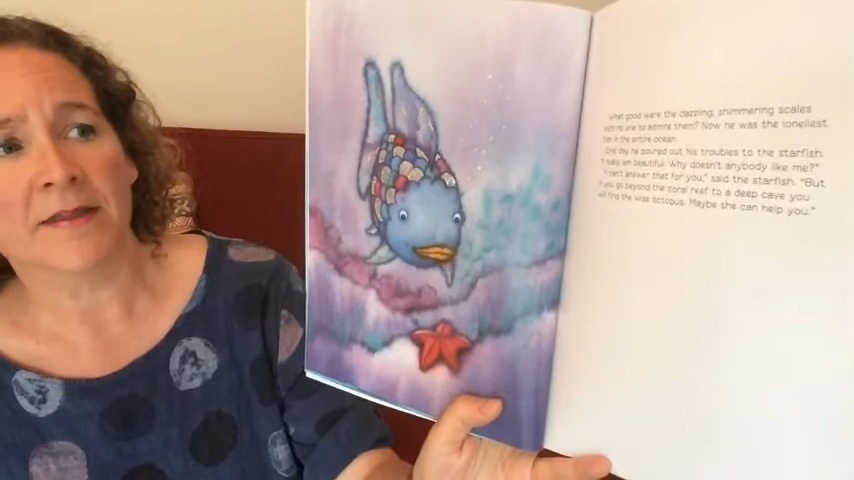 What good were the dazzling, shimmering scales
with no one to admire them? Now he was the loneliest
fish in the entire ocean.
One day he poured out his troubles to the starfish.
"I really am beautiful. Why doesn't anybody like me?"
"I can't answer that for you," said the starfish. "But
if you go beyond the coral reef to a deep cave you
will find the wise octopus. Maybe she can help you."